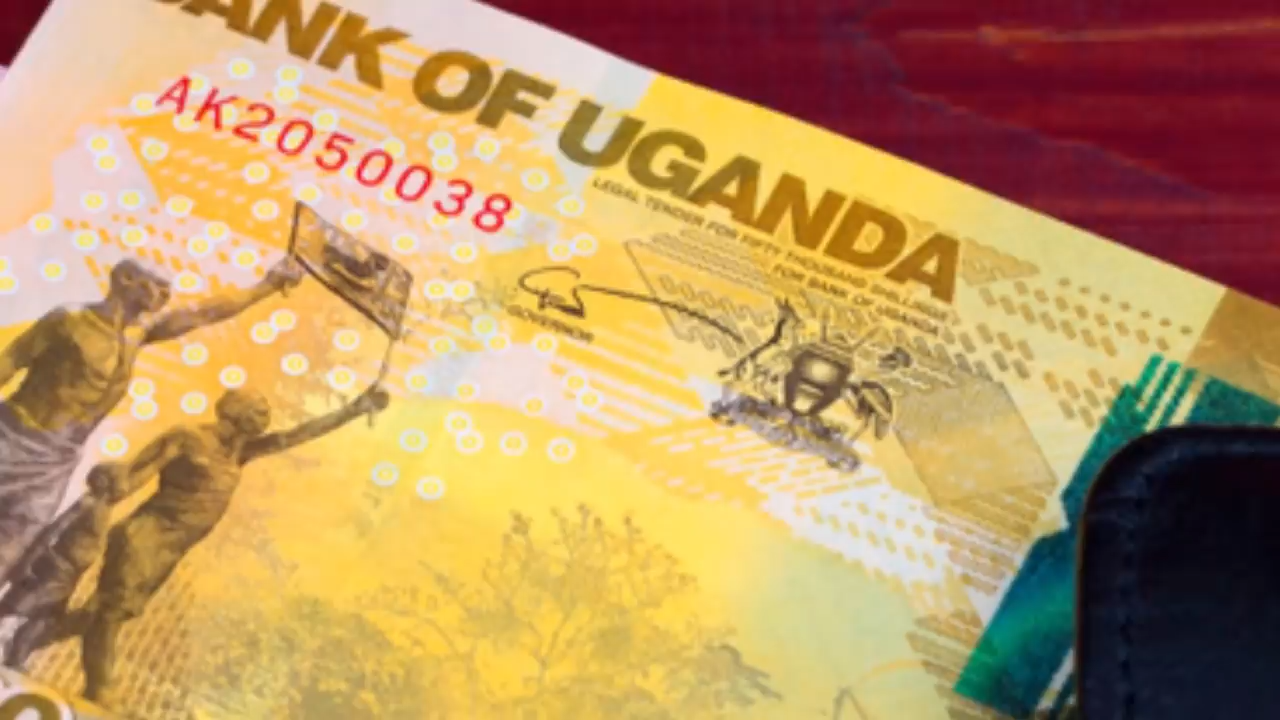 BANK OF UGANDA
AK2050038
LEGAL TENDER FOR FIFTY THOUSAND SHILLINGS
FOR BANK OF UGANDA
GOVERNOR